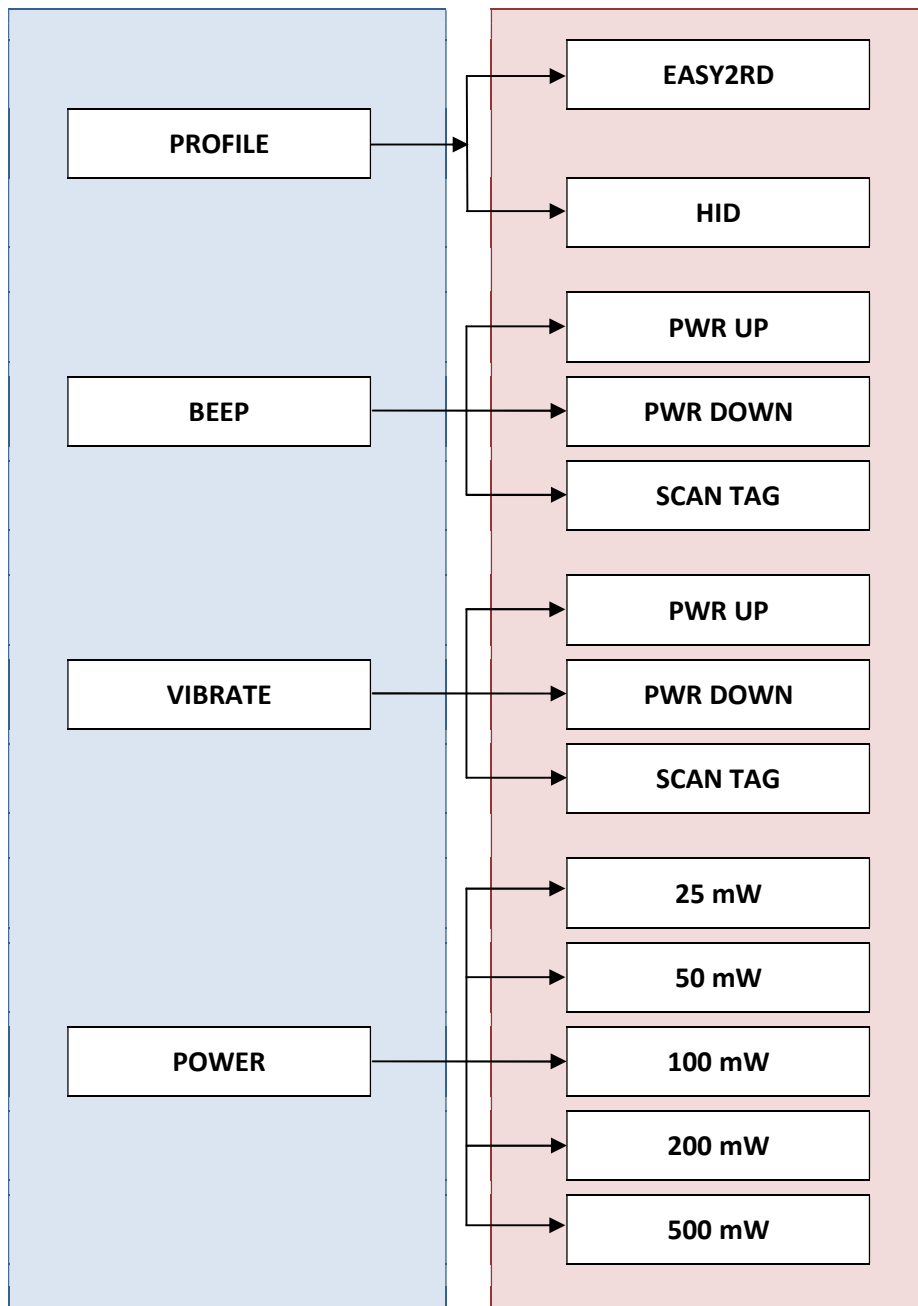 PROFILE
EASY2RD
HID
BEEP
PWR UP
PWR DOWN
SCAN TAG
VIBRATE
PWR UP
PWR DOWN
SCAN TAG
POWER
25 mW
50 mW
100 mW
200 mW
500 mW